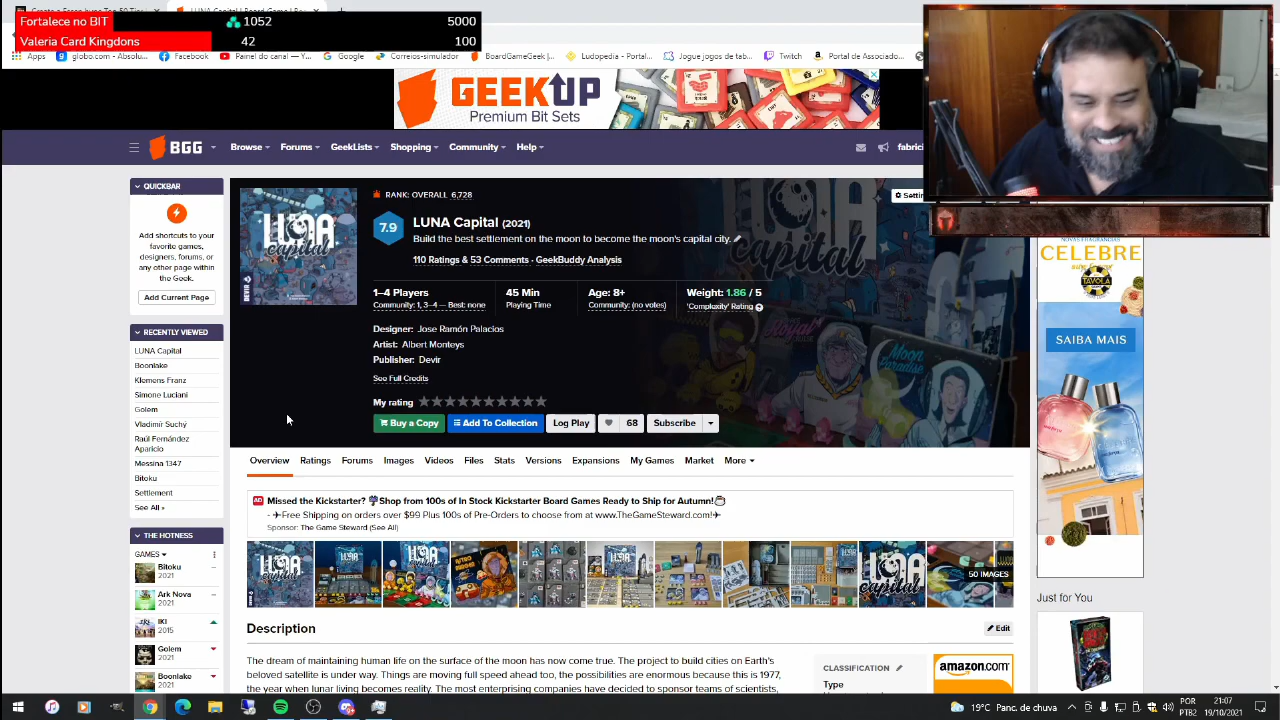 Fortalece no BIT 1052 5000
Valeria Card Kingdons 42 100
Apps globo.com - Absolu... Facebook Painel do canal — Y... Google Correios-simulador BoardGameGeek | G... Ludopedia - Portal... Jogue jogos de tab... Twitch Portal de Associado...
GEEKUP
Premium Bit Sets
BGG Browse Forums GeekLists Shopping Community Help fabrici
QUICKBAR
Add shortcuts to your
favorite games,
designers, forums, or
any other page within
the Geek.
Add Current Page
RECENTLY VIEWED
LUNA Capital
Boonlake
Klemens Franz
Simone Luciani
Golem
Vladimír Suchý
Raúl Fernández
Aparicio
Messina 1347
Bitoku
Settlement
See All »
THE HOTNESS
GAMES
Bitoku
2021
Ark Nova
2021
IKI
2015
Golem
2021
Boonlake
2021
LUNA
capital
DEVIR
RANK: OVERALL 6,728
7.9
LUNA Capital (2021)
Build the best settlement on the moon to become the moon's capital city.
110 Ratings & 53 Comments · GeekBuddy Analysis
1–4 Players 45 Min Age: 8+ Weight: 1.86 / 5
Community: 1, 3–4 — Best: none Playing Time Community: (no votes) 'Complexity' Rating
Designer: Jose Ramón Palacios
Artist: Albert Monteys
Publisher: Devir
See Full Credits
My rating
Buy a Copy Add To Collection Log Play 68 Subscribe
Settin
Royal
Moon
Paradise
Overview Ratings Forums Images Videos Files Stats Versions Expansions My Games Market More
AD Missed the Kickstarter? Shop from 100s of In Stock Kickstarter Board Games Ready to Ship for Autumn!
- Free Shipping on orders over $99 Plus 100s of Pre-Orders to choose from at www.TheGameSteward.com!
Sponsor: The Game Steward (See All)
50 IMAGES
Description
Edit
The dream of maintaining human life on the surface of the moon has now come true. The project to build cities on Earth's
beloved satellite is under way. Things are moving full speed ahead too, the possibilities are enormous because this is 1977,
the year when lunar living becomes reality. The most enterprising companies have decided to sponsor teams of scientists,
CLASSIFICATION
Type
amazon.com
NOVAS FRAGRÂNCIAS
CELEBRE
TÁVOLA
SAIBA MAIS
Just for You
19°C Pancs. chuva
POR
PTB2
21:07
19/10/2021